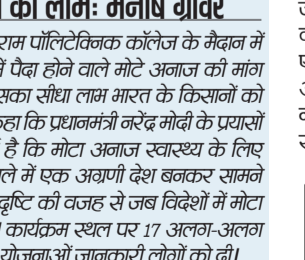 का लाभः मनीष ग्रोवर
राम पॉलिटेक्निक कॉलेज के मैदान में
में पैदा होने वाले मोटे अनाज की मांग
सका सीधा लाभ भारत के किसानों को
कहा कि प्रधानमंत्री नरेंद्र मोदी के प्रयासों
है कि मोटा अनाज स्वास्थ्य के लिए
ले में एक अग्रणी देश बनकर सामने
दृष्टि की वजह से जब विदेशों में मोटा
कार्यक्रम स्थल पर 17 अलग-अलग
योजनाओं जानकारी लोगों को दी।